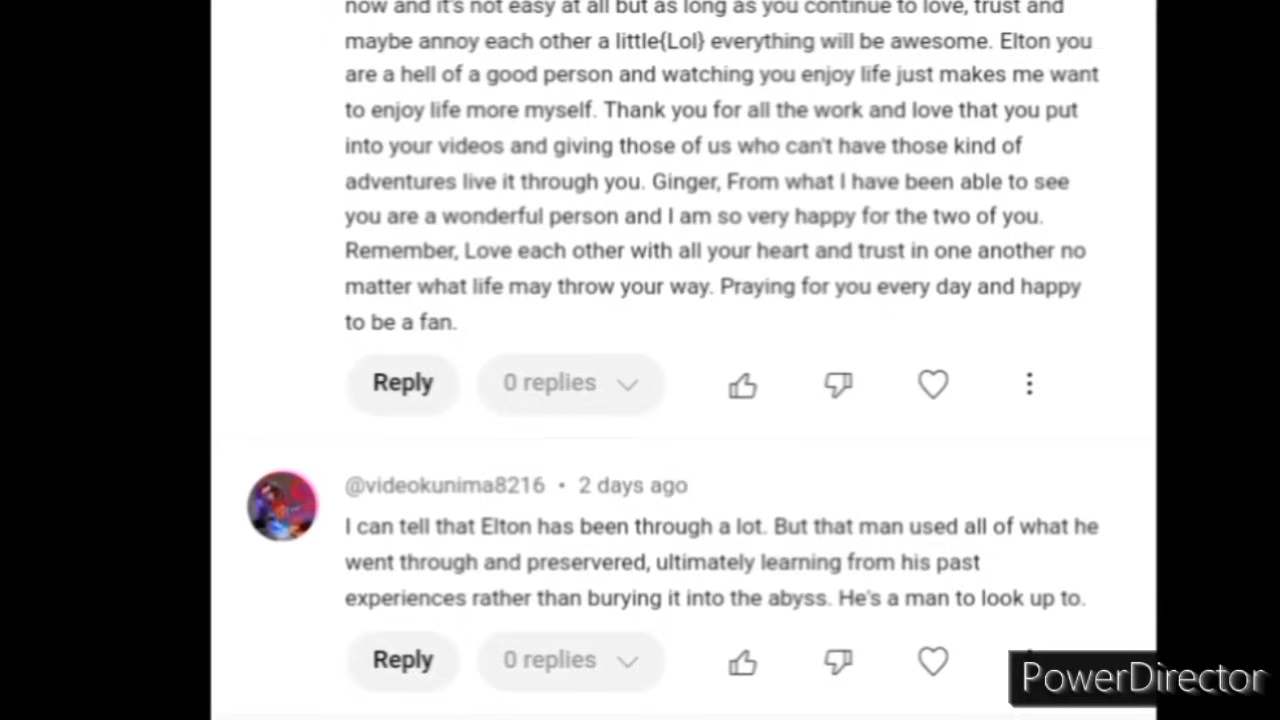 now and it's not easy at all but as long as you continue to love, trust and
maybe annoy each other a little{Lol} everything will be awesome. Elton you
are a hell of a good person and watching you enjoy life just makes me want
to enjoy life more myself. Thank you for all the work and love that you put
into your videos and giving those of us who can't have those kind of
adventures live it through you. Ginger, From what I have been able to see
you are a wonderful person and I am so very happy for the two of you.
Remember, Love each other with all your heart and trust in one another no
matter what life may throw your way. Praying for you every day and happy
to be a fan.
Reply 0 replies
@videokunima8216 • 2 days ago
I can tell that Elton has been through a lot. But that man used all of what he
went through and preservered, ultimately learning from his past
experiences rather than burying it into the abyss. He's a man to look up to.
Reply 0 replies
PowerDirector